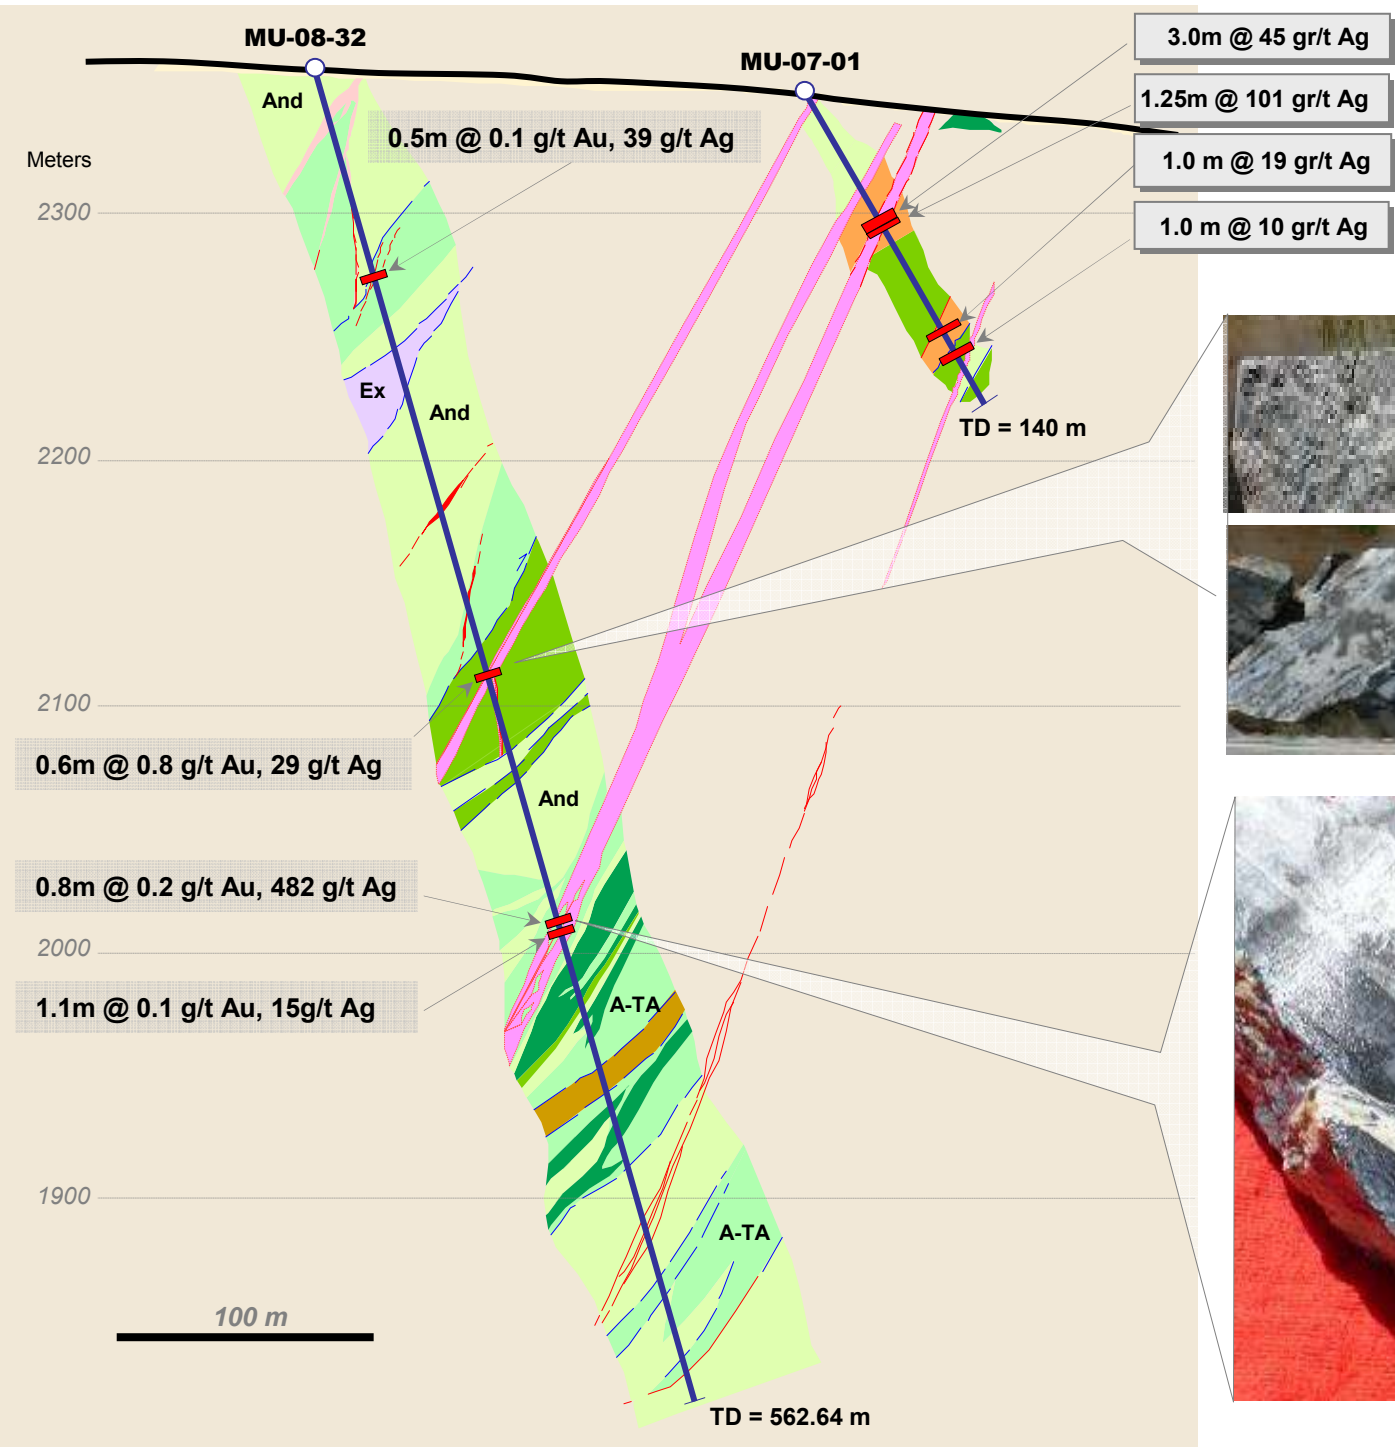 MU-08-32
3.0m @ 45 gr/t Ag
MU-07-01
And
1.25m @ 101 gr/t Ag
0.5m @ 0.1 g/t Au, 39 g/t Ag
Meters
1.0 m @ 19 gr/t Ag
2300
1.0 m @ 10 gr/t Ag
Ex
And
TD = 140 m
2200
2100
0.6m @ 0.8 g/t Au, 29 g/t Ag
And
0.8m @ 0.2 g/t Au, 482 g/t Ag
2000
1.1m @ 0.1 g/t Au, 15g/t Ag
A-TA
1900
A-TA
100 m
TD = 562.64 m